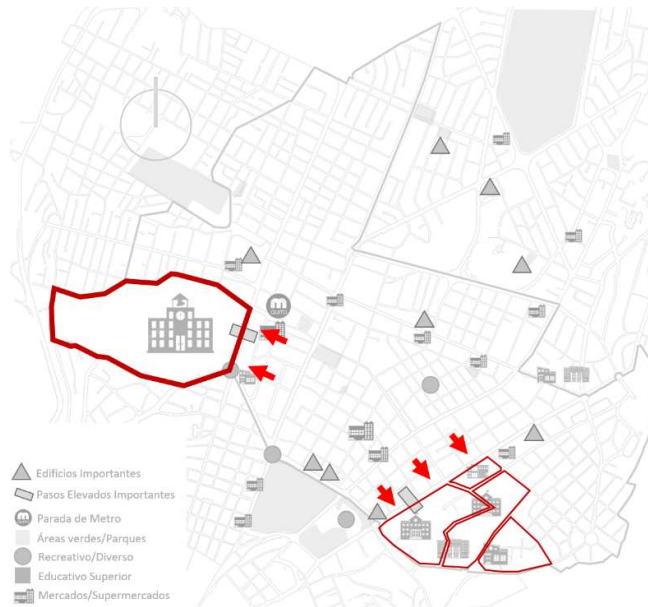 QUITO
Edificios Importantes
Pasos Elevados Importantes
Parada de Metro
Áreas verdes/Parques
Recreativo/Diverso
Educativo Superior
Mercados/Supermercados